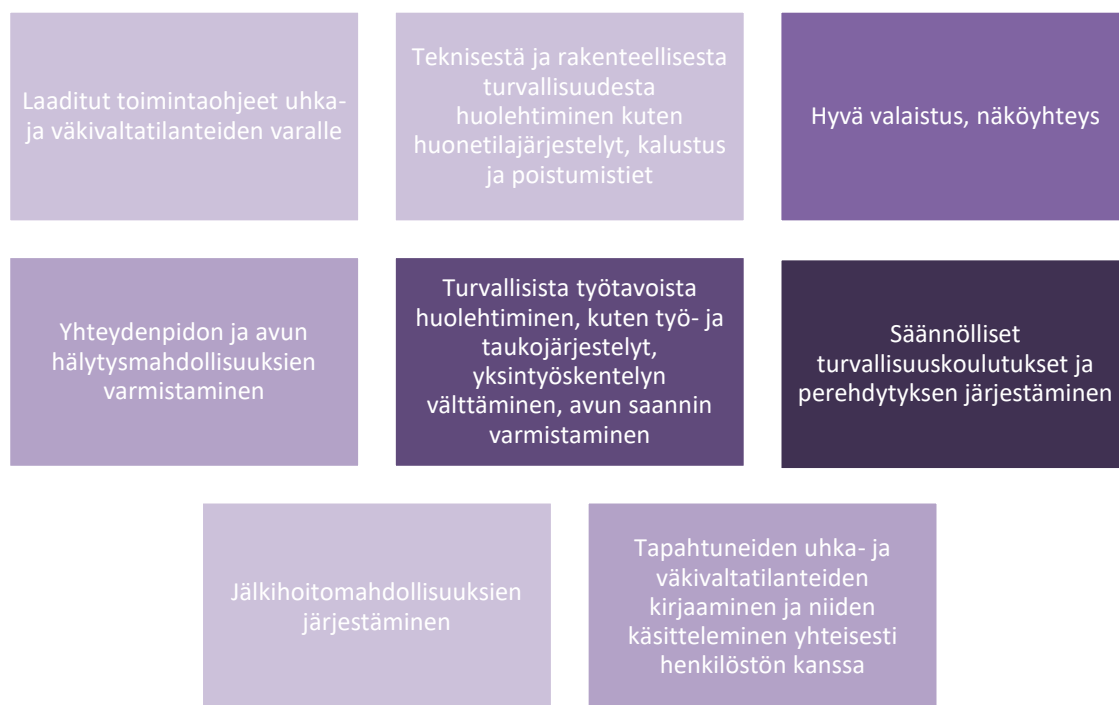 Laaditut toimintaohjeet uhka-
ja väkivaltatilanteiden varalle
Teknisestä ja rakenteellisesta
turvallisuudesta
huolehtiminen kuten
huonetilajärjestelyt, kalustus
ja poistumistiet
Hyvä valaistus, näköyhteys
Yhteydenpidon ja avun
hälytysmahdollisuuksien
varmistaminen
Turvallisista työtavoista
huolehtiminen, kuten työ- ja
taukojärjestelyt,
yksintyöskentelyn
välttäminen, avun saannin
varmistaminen
Säännölliset
turvallisuuskoulutukset ja
perehdytyksen järjestäminen
Jälkihoitomahdollisuuksien
järjestäminen
Tapahtuneiden uhka- ja
väkivaltatilanteiden
kirjaaminen ja niiden
käsitteleminen yhteisesti
henkilöstön kanssa